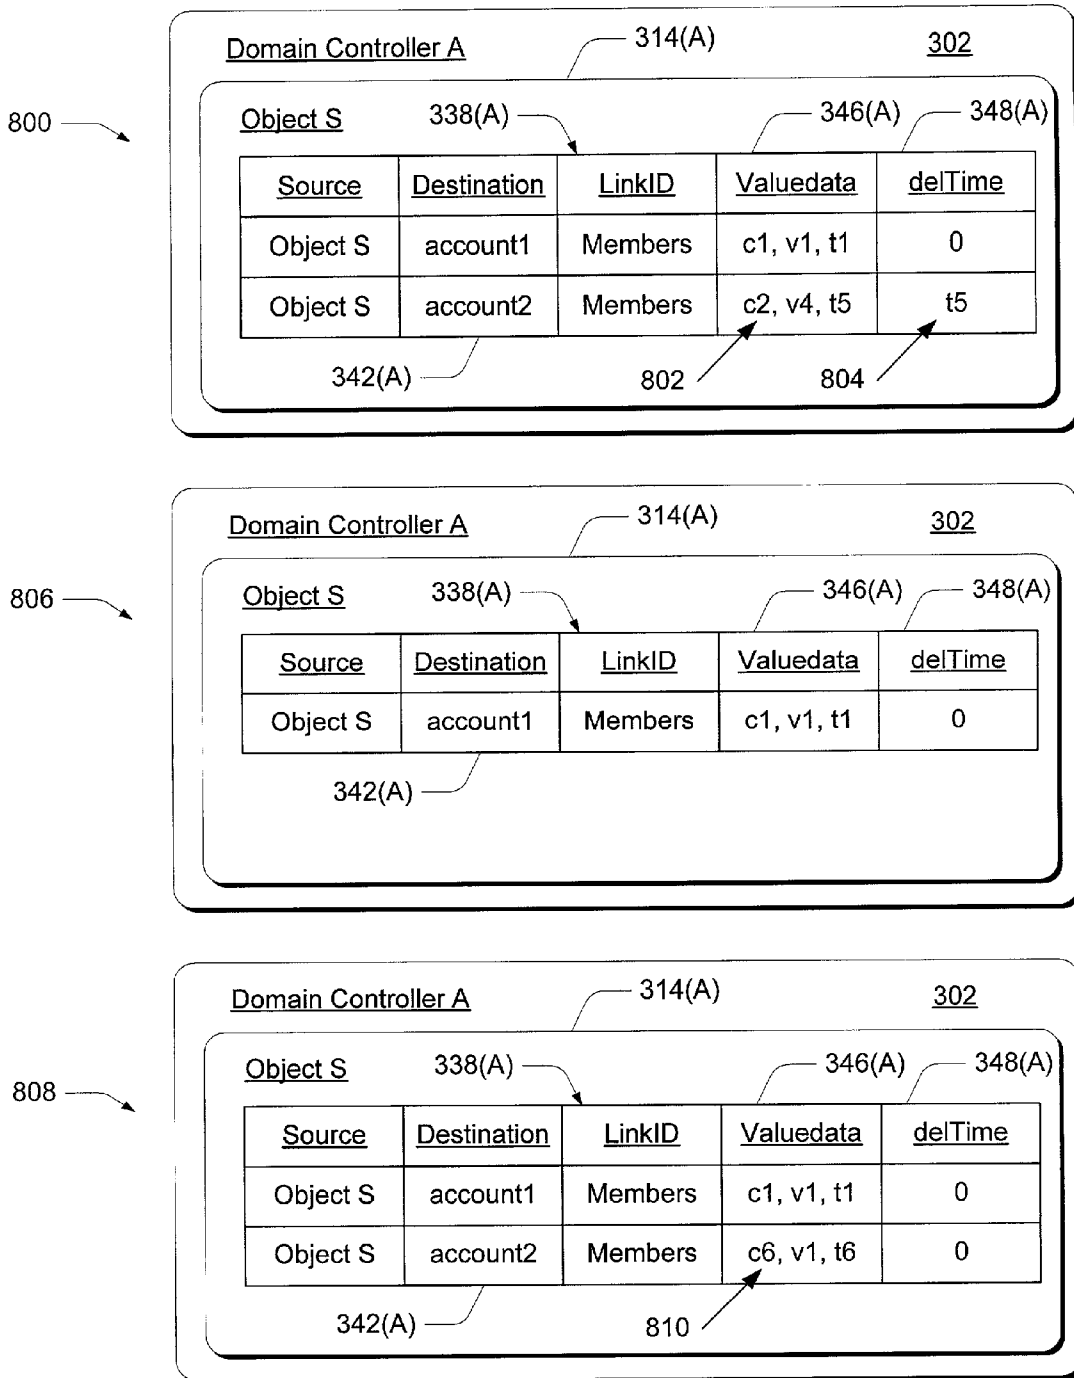 Domain Controller A 314(A) 302
800
Object S 338(A) 346(A) 348(A)
Source Destination LinkID Valuedata delTime
Object S account1 Members c1, v1, t1 0
Object S account2 Members c2, v4, t5 t5
342(A) 802 804
Domain Controller A 314(A) 302
806
Object S 338(A) 346(A) 348(A)
Source Destination LinkID Valuedata delTime
Object S account1 Members c1, v1, t1 0
342(A)
Domain Controller A 314(A) 302
808
Object S 338(A) 346(A) 348(A)
Source Destination LinkID Valuedata delTime
Object S account1 Members c1, v1, t1 0
Object S account2 Members c6, v1, t6 0
342(A) 810